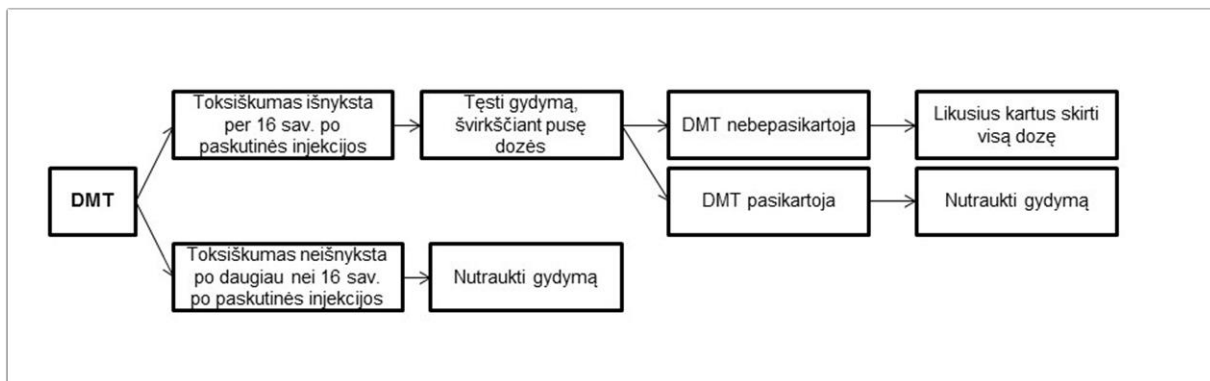 DMT
Toksiškumas išnyksta
per 16 sav. po
paskutinės injekcijos
Tęsti gydymą,
švirkščiant pusę
dozės
DMT nebepasikartoja
Likusius kartus skirti
visą dozę
DMT pasikartoja
Nutraukti gydymą
Toksiškumas neišnyksta
po daugiau nei 16 sav.
po paskutinės injekcijos
Nutraukti gydymą